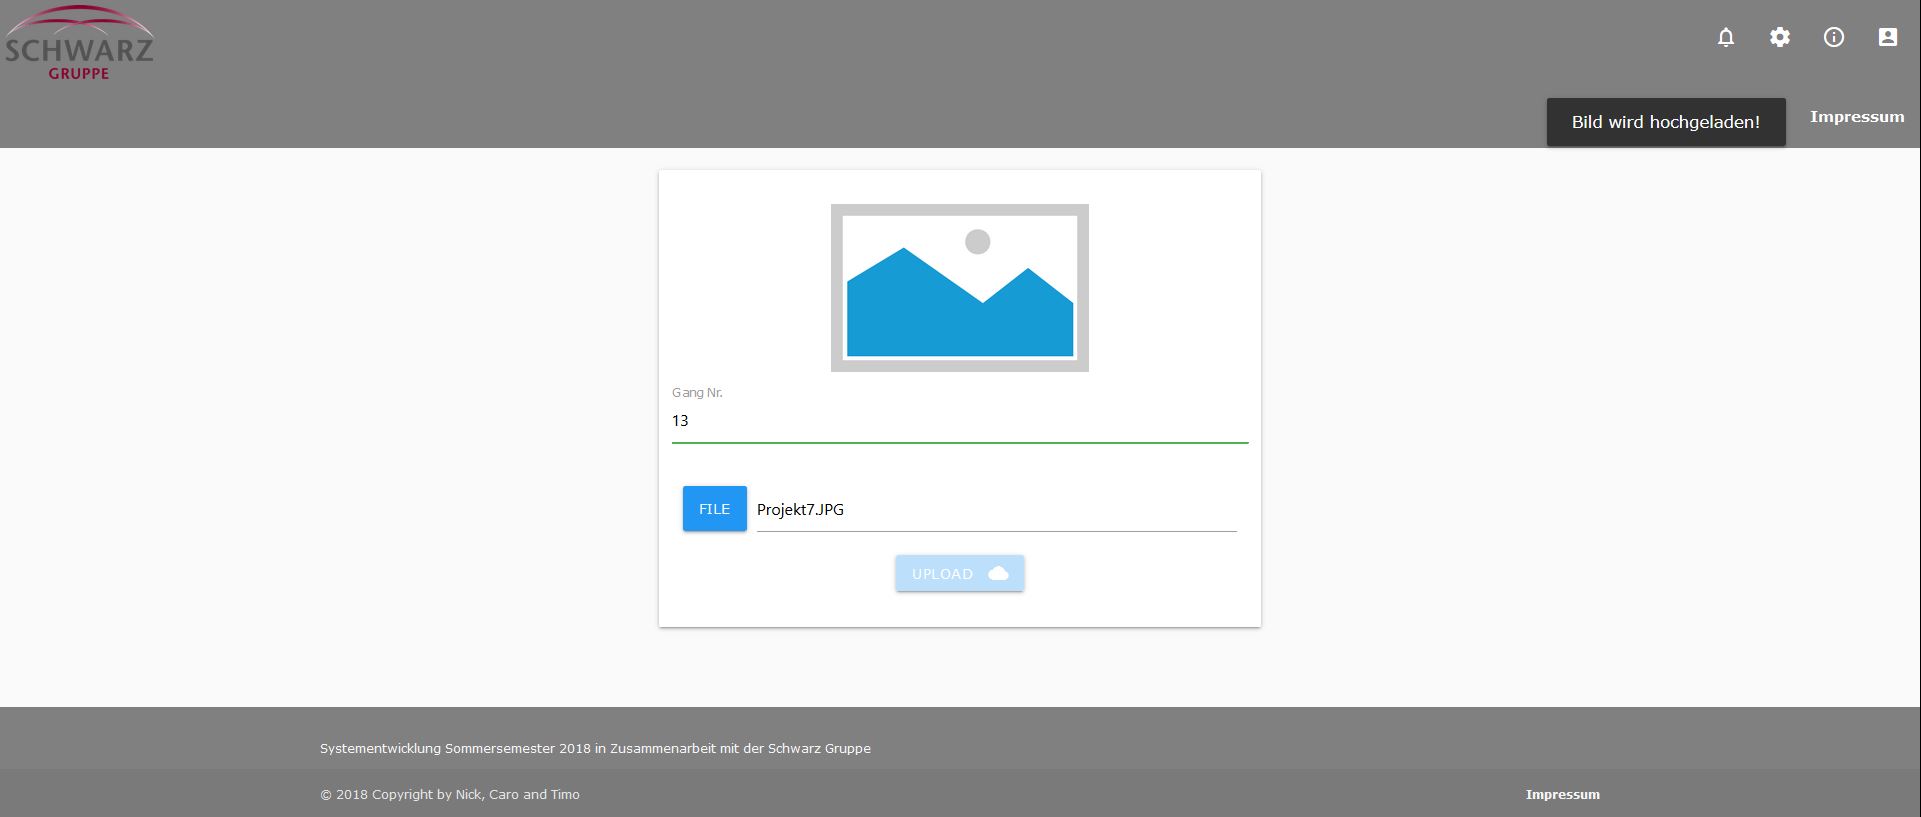 SCHWARZ
GRUPPE
Bild wird hochgeladen!
Impressum
Gang Nr.
13
FILE
Projekt7.JPG
UPLOAD
Systementwicklung Sommersemester 2018 in Zusammenarbeit mit der Schwarz Gruppe
© 2018 Copyright by Nick, Caro and Timo
Impressum